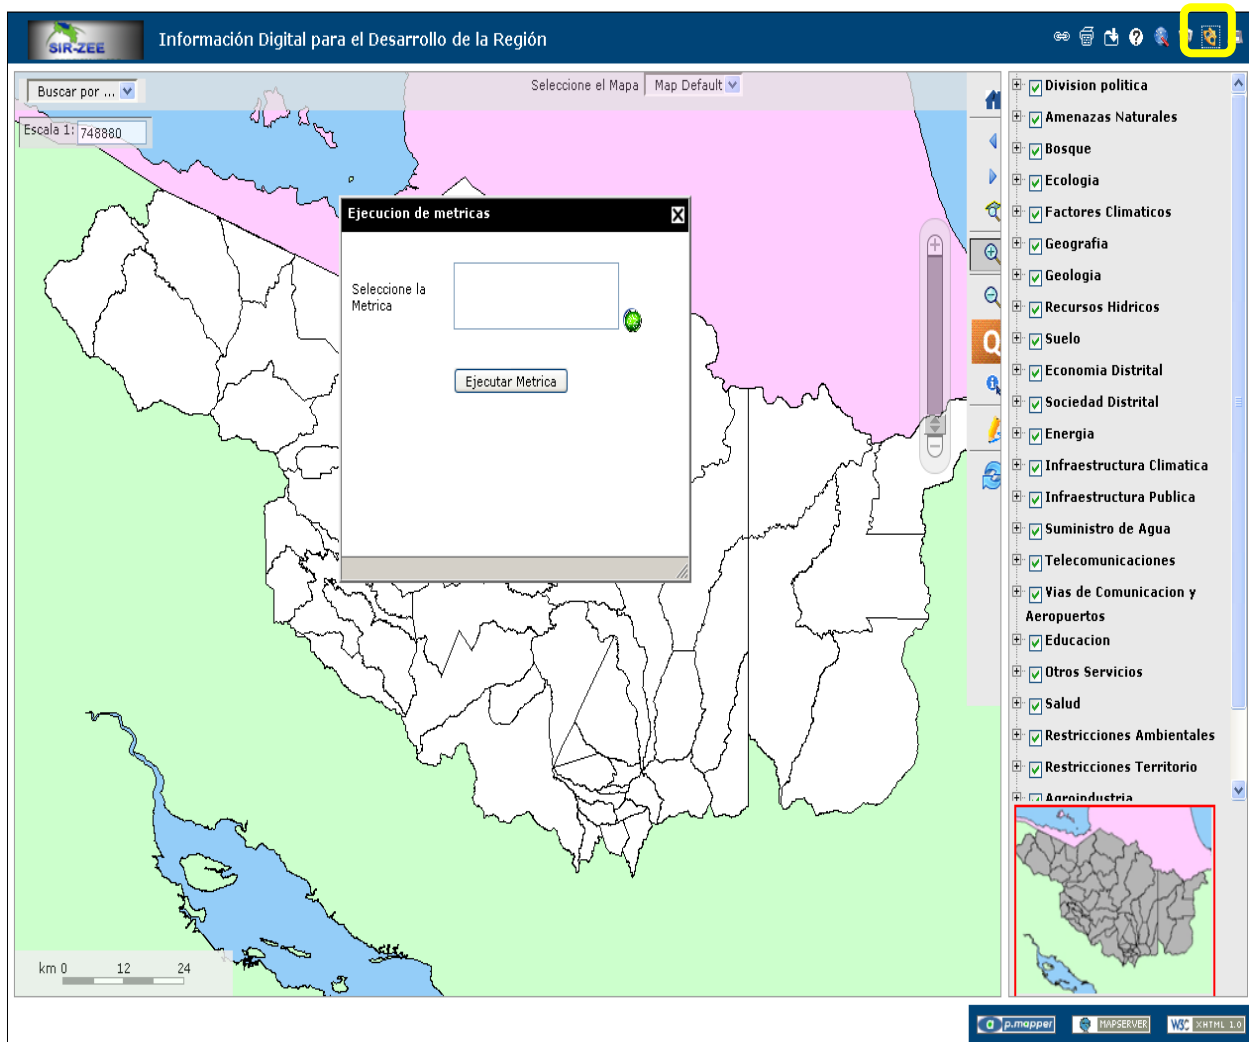 SIR-ZEE
Información Digital para el Desarrollo de la Región
Buscar por ...
Seleccione el Mapa Map Default
Escala 1: 748880
Ejecucion de metricas
Seleccione la
Metrica
Ejecutar Metrica
Division politica
Amenazas Naturales
Bosque
Ecologia
Factores Climaticos
Geografia
Geologia
Recursos Hidricos
Suelo
Economia Distrital
Sociedad Distrital
Energia
Infraestructura Climatica
Infraestructura Publica
Suministro de Agua
Telecomunicaciones
Vias de Comunicacion y
Aeropuertos
Educacion
Otros Servicios
Salud
Restricciones Ambientales
Restricciones Territorio
Agroindustria
Q
km 0 12 24
p.mapper
MAPSERVER
W3C XHTML 1.0